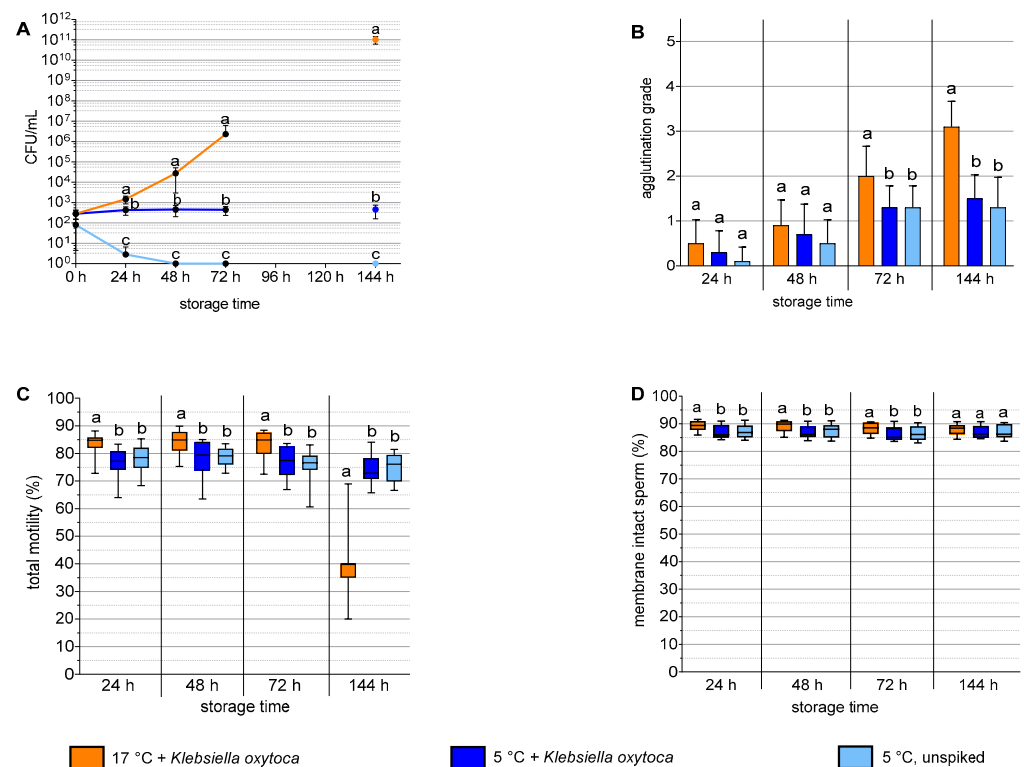 A
CFU/mL
10¹²
10¹¹
10¹⁰
10⁹
10⁸
10⁷
10⁶
10⁵
10⁴
10³
10²
10¹
10⁰
a
a
a
a
b
b
b
b
c
c
c
c
0 h 24 h 48 h 72 h 96 h 120 h 144 h
storage time
B
agglutination grade
5
4
3
2
1
0
a a a
a a a
a b b
a b b
24 h 48 h 72 h 144 h
storage time
C
total motility (%)
100
90
80
70
60
50
40
30
20
10
0
a b b
a b b
a b b
a b b
24 h 48 h 72 h 144 h
storage time
D
membrane intact sperm (%)
100
90
80
70
60
50
40
30
20
10
0
a b b
a b b
a b b
a a a
24 h 48 h 72 h 144 h
storage time
17 °C + Klebsiella oxytoca
5 °C + Klebsiella oxytoca
5 °C, unspiked